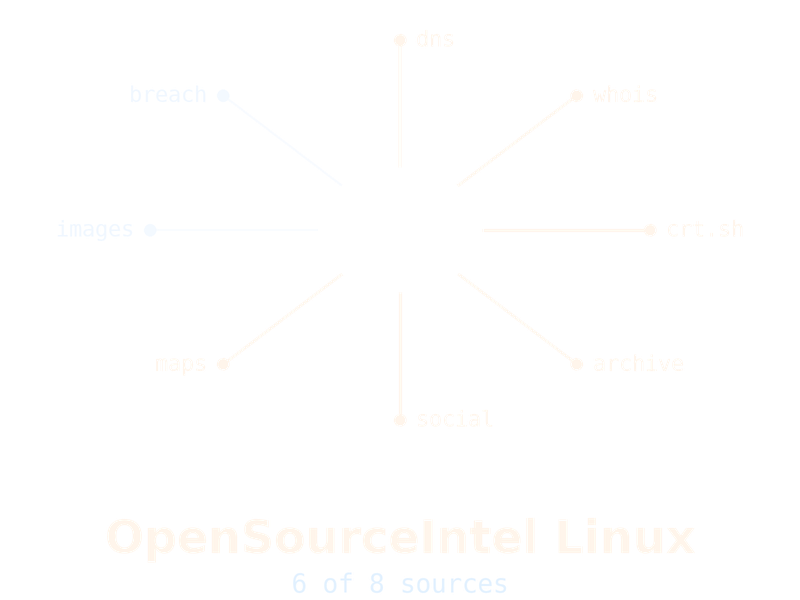 dns
breach
whois
images
crt.sh
maps
archive
social
OpenSourceIntel Linux
6 of 8 sources